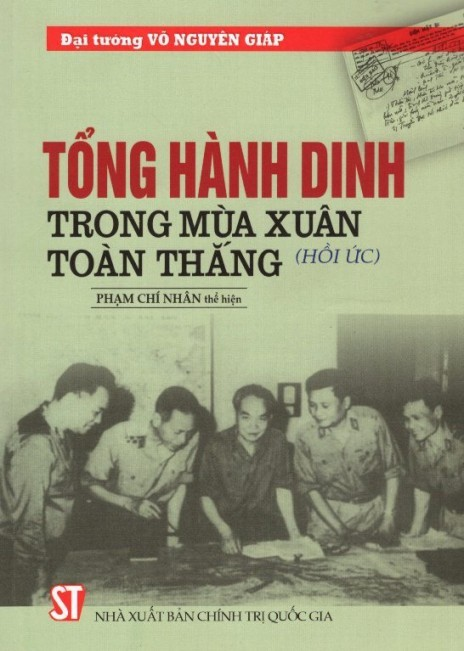 Đại tướng VÕ NGUYÊN GIÁP
TỔNG HÀNH DINH
TRONG MÙA XUÂN
TOÀN THẮNG (HỒI ỨC)
PHẠM CHÍ NHÂN thể hiện
ST NHÀ XUẤT BẢN CHÍNH TRỊ QUỐC GIA